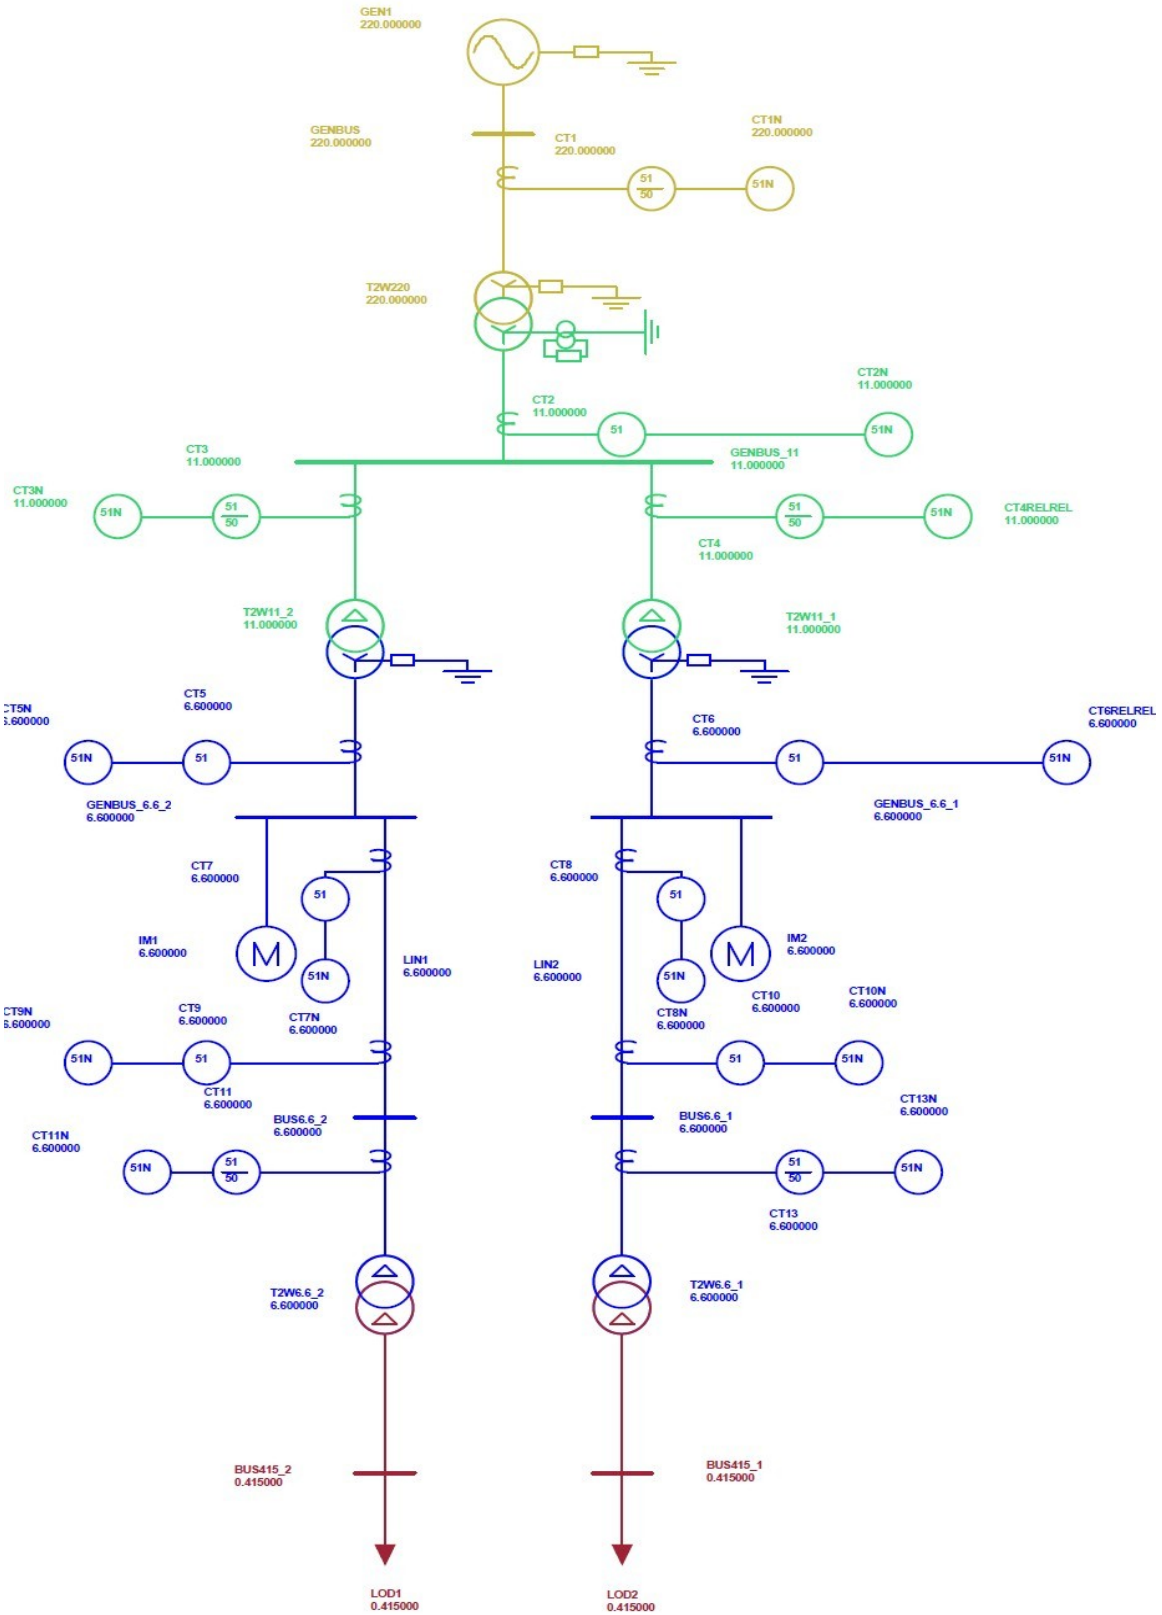 GEN1
220.000000
GENBUS
220.000000
CT1
220.000000
CT1N
220.000000
51
50
51N
T2W220
220.000000
CT2
11.000000
CT2N
11.000000
51
51N
CT3
11.000000
GENBUS_11
11.000000
CT3N
11.000000
51N
51
50
51
50
51N
CT4RELREL
11.000000
CT4
11.000000
T2W11_2
11.000000
T2W11_1
11.000000
CT5N
6.600000
CT5
6.600000
CT6
6.600000
CT6RELREL
6.600000
51N
51
51
51N
GENBUS_6.6_2
6.600000
GENBUS_6.6_1
6.600000
CT7
6.600000
CT8
6.600000
51
51
IM1
6.600000
M
M
IM2
6.600000
LIN1
6.600000
LIN2
6.600000
51N
51N
CT7N
6.600000
CT8N
6.600000
CT10
6.600000
CT10N
6.600000
CT9N
6.600000
CT9
6.600000
51N
51
51
51N
CT11
6.600000
CT13N
6.600000
BUS6.6_2
6.600000
BUS6.6_1
6.600000
CT11N
6.600000
51N
51
50
51
50
51N
CT13
6.600000
T2W6.6_2
6.600000
T2W6.6_1
6.600000
BUS415_2
0.415000
BUS415_1
0.415000
LOD1
0.415000
LOD2
0.415000